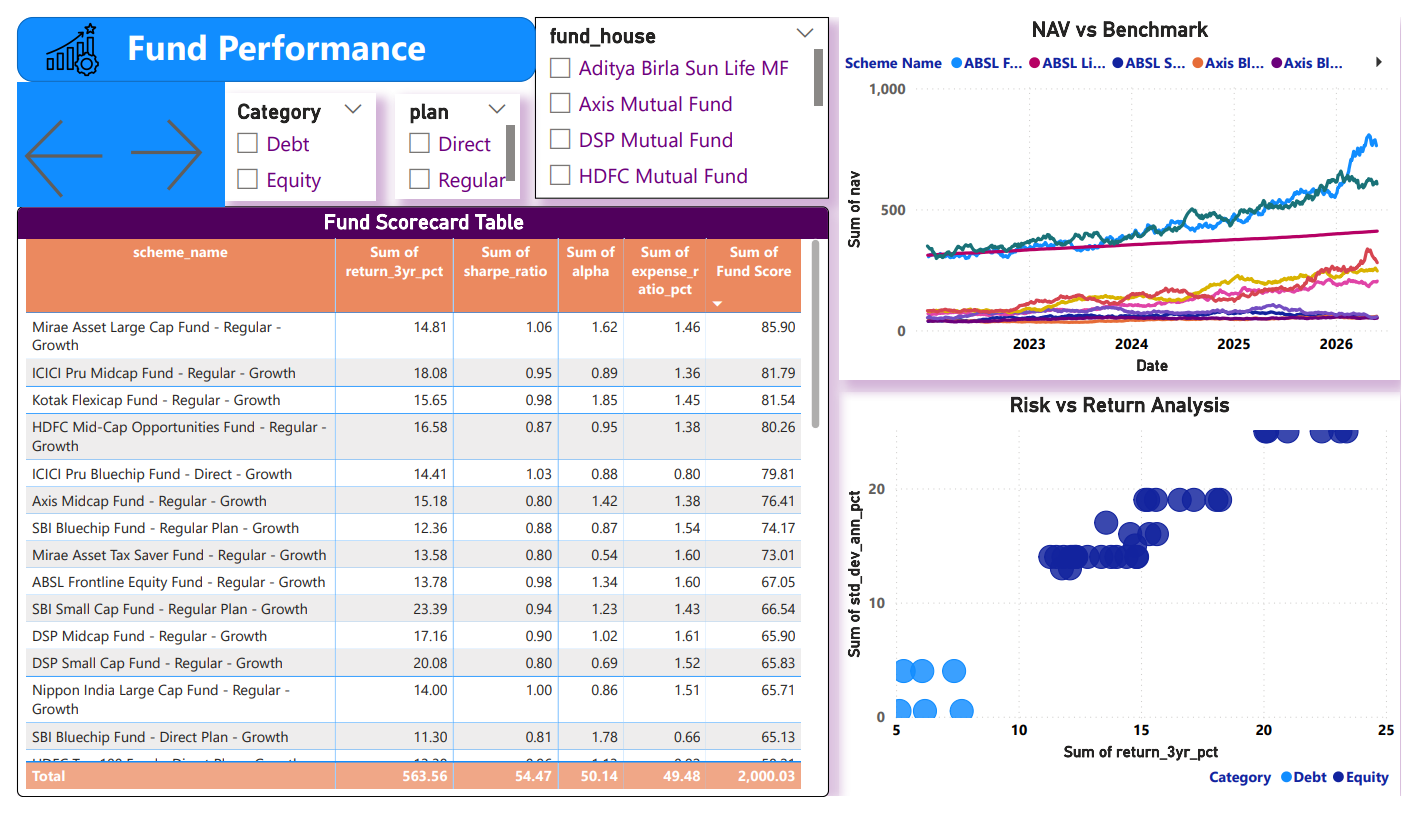 Fund Performance
fund_house
Aditya Birla Sun Life MF
Axis Mutual Fund
DSP Mutual Fund
HDFC Mutual Fund
Category
Debt
Equity
plan
Direct
Regular
Fund Scorecard Table
scheme_name Sum of return_3yr_pct Sum of sharpe_ratio Sum of alpha Sum of expense_r atio_pct Sum of Fund Score
Mirae Asset Large Cap Fund - Regular - 14.81 1.06 1.62 1.46 85.90
Growth
ICICI Pru Midcap Fund - Regular - Growth 18.08 0.95 0.89 1.36 81.79
Kotak Flexicap Fund - Regular - Growth 15.65 0.98 1.85 1.45 81.54
HDFC Mid-Cap Opportunities Fund - Regular - 16.58 0.87 0.95 1.38 80.26
Growth
ICICI Pru Bluechip Fund - Direct - Growth 14.41 1.03 0.88 0.80 79.81
Axis Midcap Fund - Regular - Growth 15.18 0.80 1.42 1.38 76.41
SBI Bluechip Fund - Regular Plan - Growth 12.36 0.88 0.87 1.54 74.17
Mirae Asset Tax Saver Fund - Regular - Growth 13.58 0.80 0.54 1.60 73.01
ABSL Frontline Equity Fund - Regular - Growth 13.78 0.98 1.34 1.60 67.05
SBI Small Cap Fund - Regular Plan - Growth 23.39 0.94 1.23 1.43 66.54
DSP Midcap Fund - Regular - Growth 17.16 0.90 1.02 1.61 65.90
DSP Small Cap Fund - Regular - Growth 20.08 0.80 0.69 1.52 65.83
Nippon India Large Cap Fund - Regular - 14.00 1.00 0.86 1.51 65.71
Growth
SBI Bluechip Fund - Direct Plan - Growth 11.30 0.81 1.78 0.66 65.13
Total 563.56 54.47 50.14 49.48 2,000.03
NAV vs Benchmark
Scheme Name ABSL F... ABSL Li... ABSL S... Axis Bl... Axis Bl...
1,000
500
0
Sum of nav
2023 2024 2025 2026
Date
Risk vs Return Analysis
20
10
0
Sum of std_dev_ann_pct
5 10 15 20 25
Sum of return_3yr_pct
Category Debt Equity